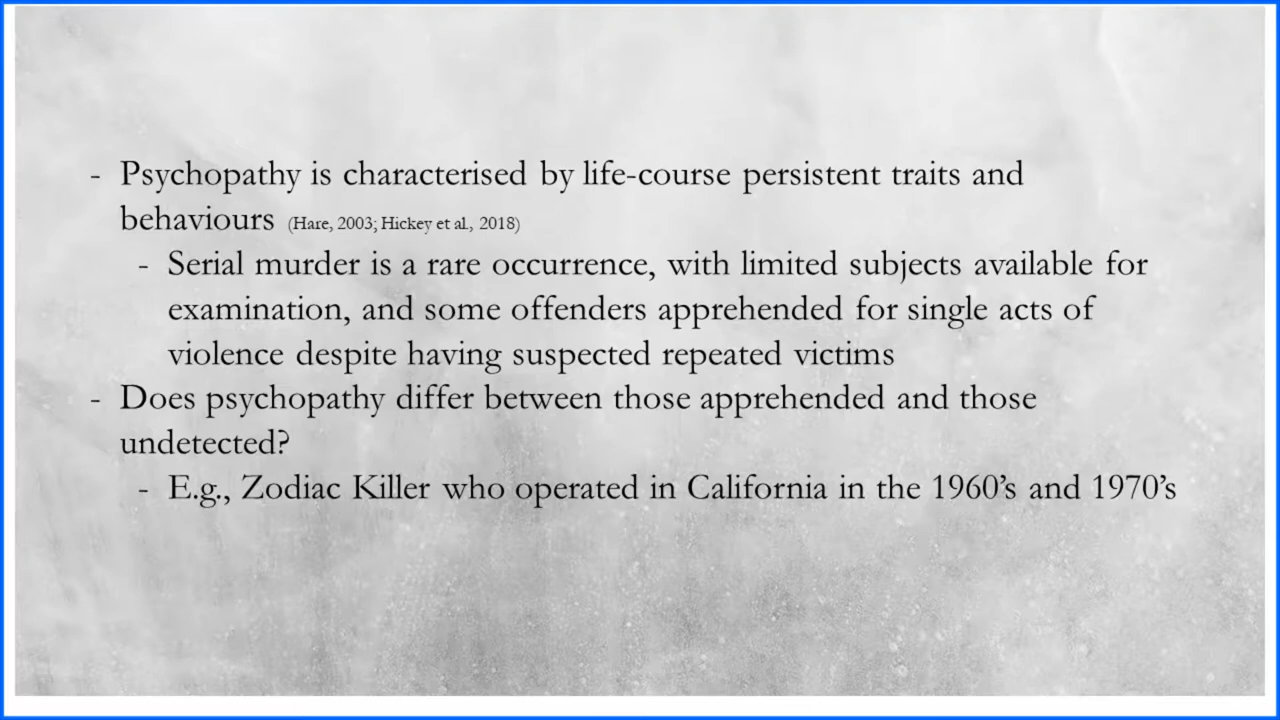 - Psychopathy is characterised by life-course persistent traits and
behaviours (Hare, 2003; Hickey et al., 2018)
- Serial murder is a rare occurrence, with limited subjects available for
examination, and some offenders apprehended for single acts of
violence despite having suspected repeated victims
- Does psychopathy differ between those apprehended and those
undetected?
- E.g., Zodiac Killer who operated in California in the 1960’s and 1970’s